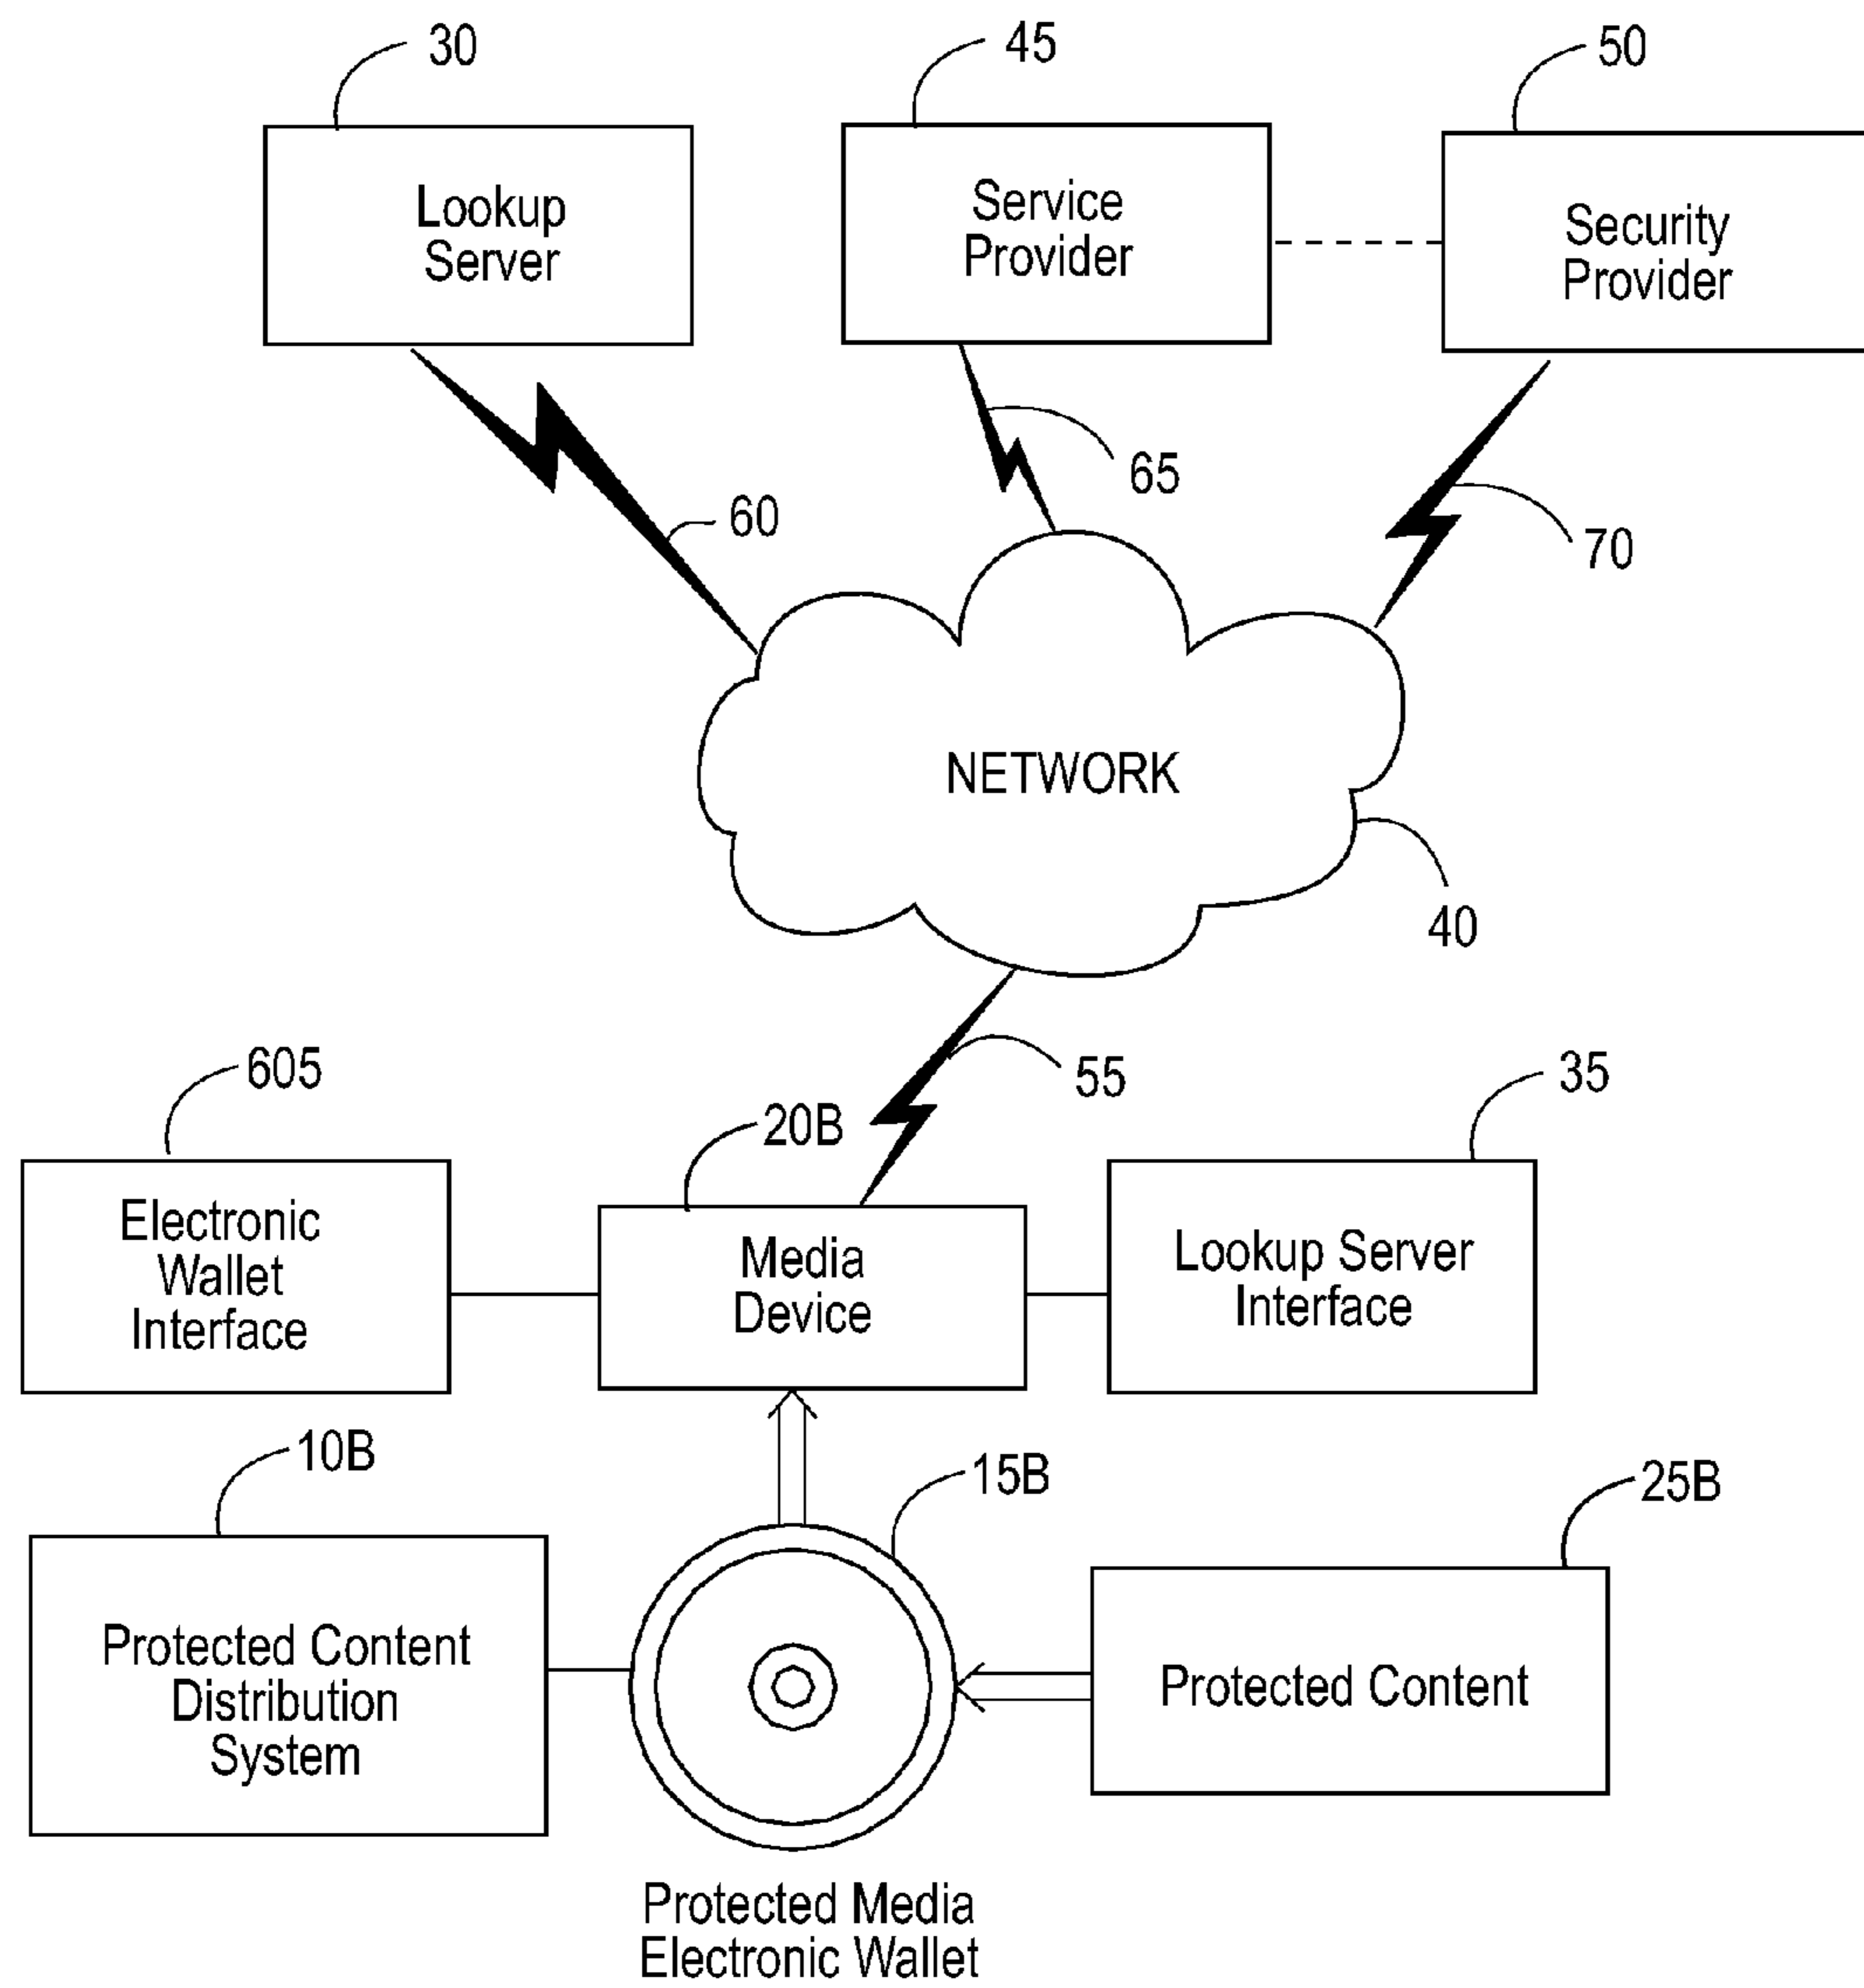 30
45
50
Lookup
Server
Service
Provider
Security
Provider
60
65
70
NETWORK
40
55
605
20B
35
Electronic
Wallet
Interface
Media
Device
Lookup Server
Interface
10B
15B
25B
Protected Content
Distribution
System
Protected Content
Protected Media
Electronic Wallet